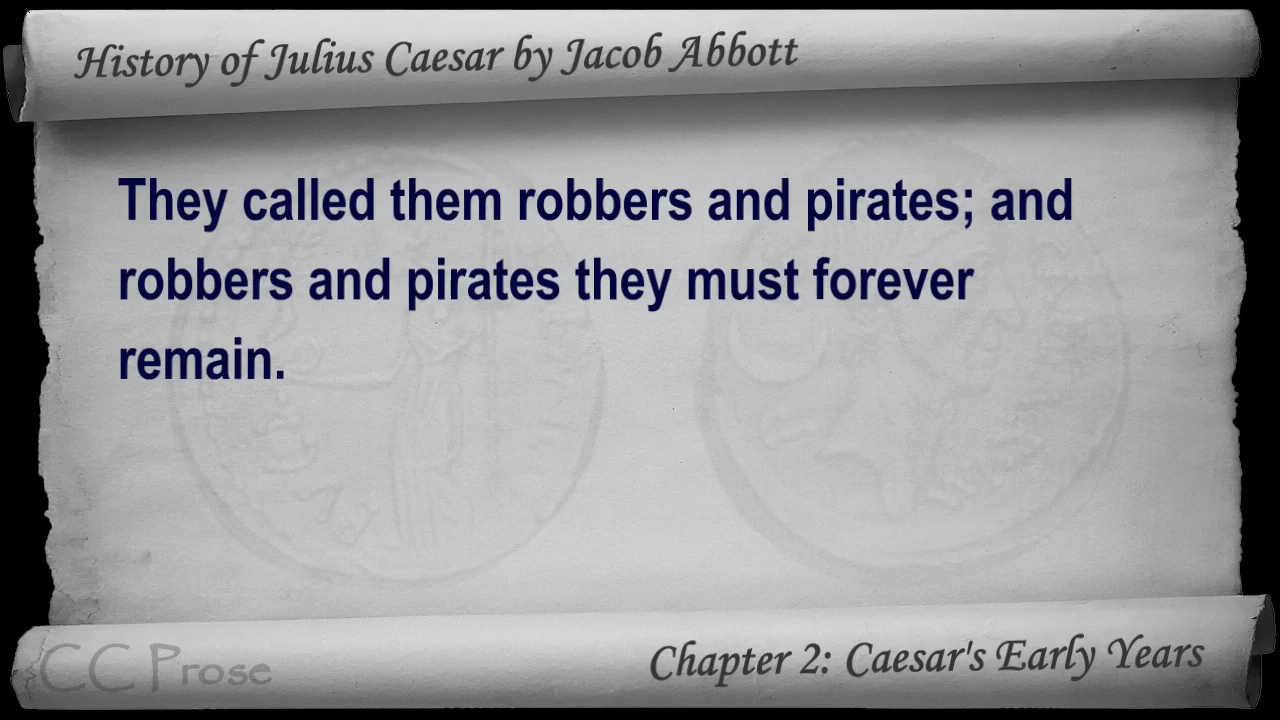 History of Julius Caesar by Jacob Abbott
They called them robbers and pirates; and
robbers and pirates they must forever
remain.
CC Prose
Chapter 2: Caesar's Early Years